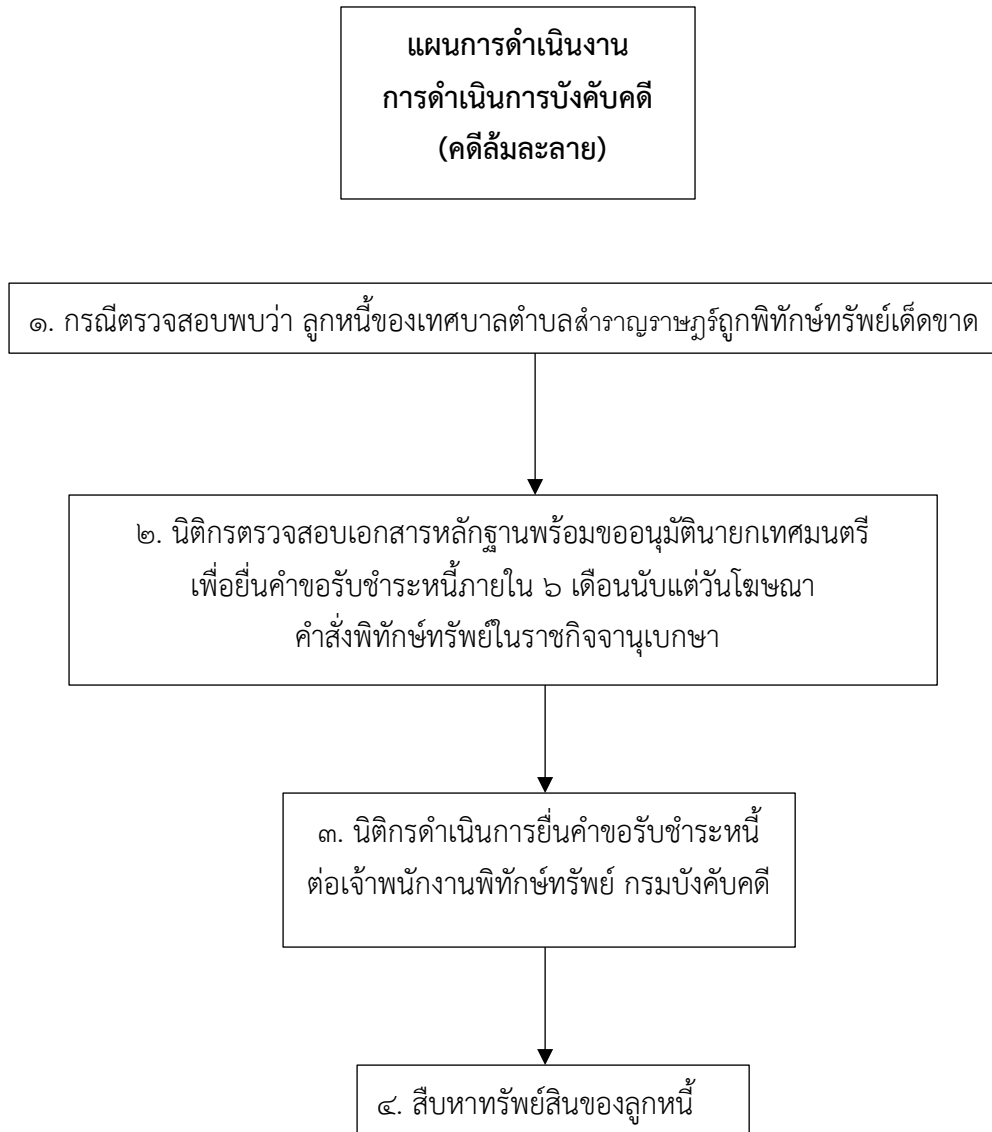 แผนการดำเนินงาน
การดำเนินการบังคับคดี
(คดีล้มละลาย)
๑. กรณีตรวจสอบพบว่า ลูกหนี้ของเทศบาลตำบลสำราญราษฎร์ถูกพิทักษ์ทรัพย์เด็ดขาด
๒. นิติกรตรวจสอบเอกสารหลักฐานพร้อมขออนุมัตินายกเทศมนตรี
เพื่อยื่นคำขอรับชำระหนี้ภายใน ๖ เดือนนับแต่วันโฆษณา
คำสั่งพิทักษ์ทรัพย์ในราชกิจจานุเบกษา
๓. นิติกรดำเนินการยื่นคำขอรับชำระหนี้
ต่อเจ้าพนักงานพิทักษ์ทรัพย์ กรมบังคับคดี
๔. สืบหาทรัพย์สินของลูกหนี้